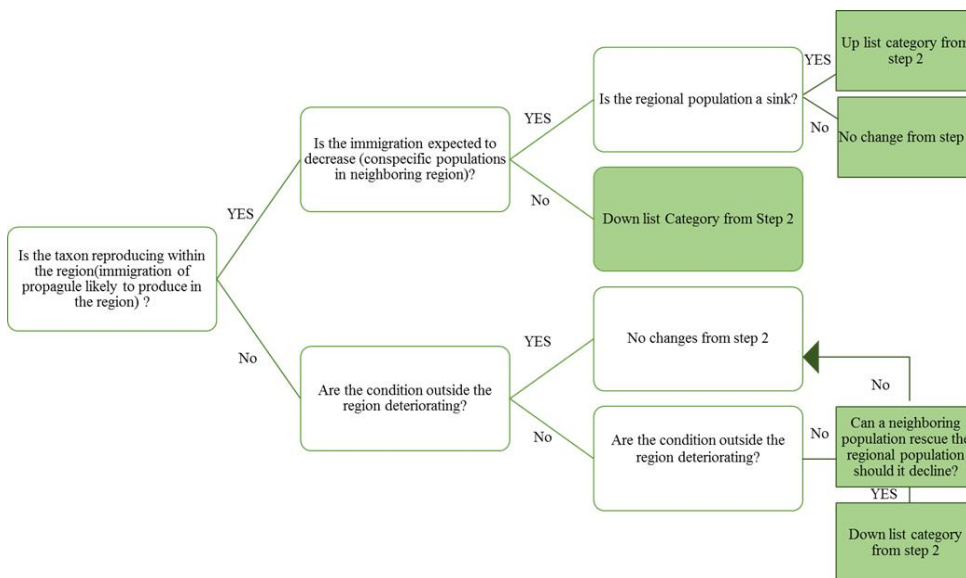 Up list category from
step 2
YES
Is the regional population a sink?
No
No change from step
YES
Is the immigration expected to
decrease (conspecific populations
in neighboring region)?
No
Down list Category from Step 2
YES
Is the taxon reproducing within
the region(immigration of
propagule likely to produce in
the region) ?
No
YES
No changes from step 2
Are the condition outside the
region deteriorating?
No
Are the condition outside the
region deteriorating?
No
No
Can a neighboring
population rescue the
regional population
should it decline?
YES
Down list category
from step 2